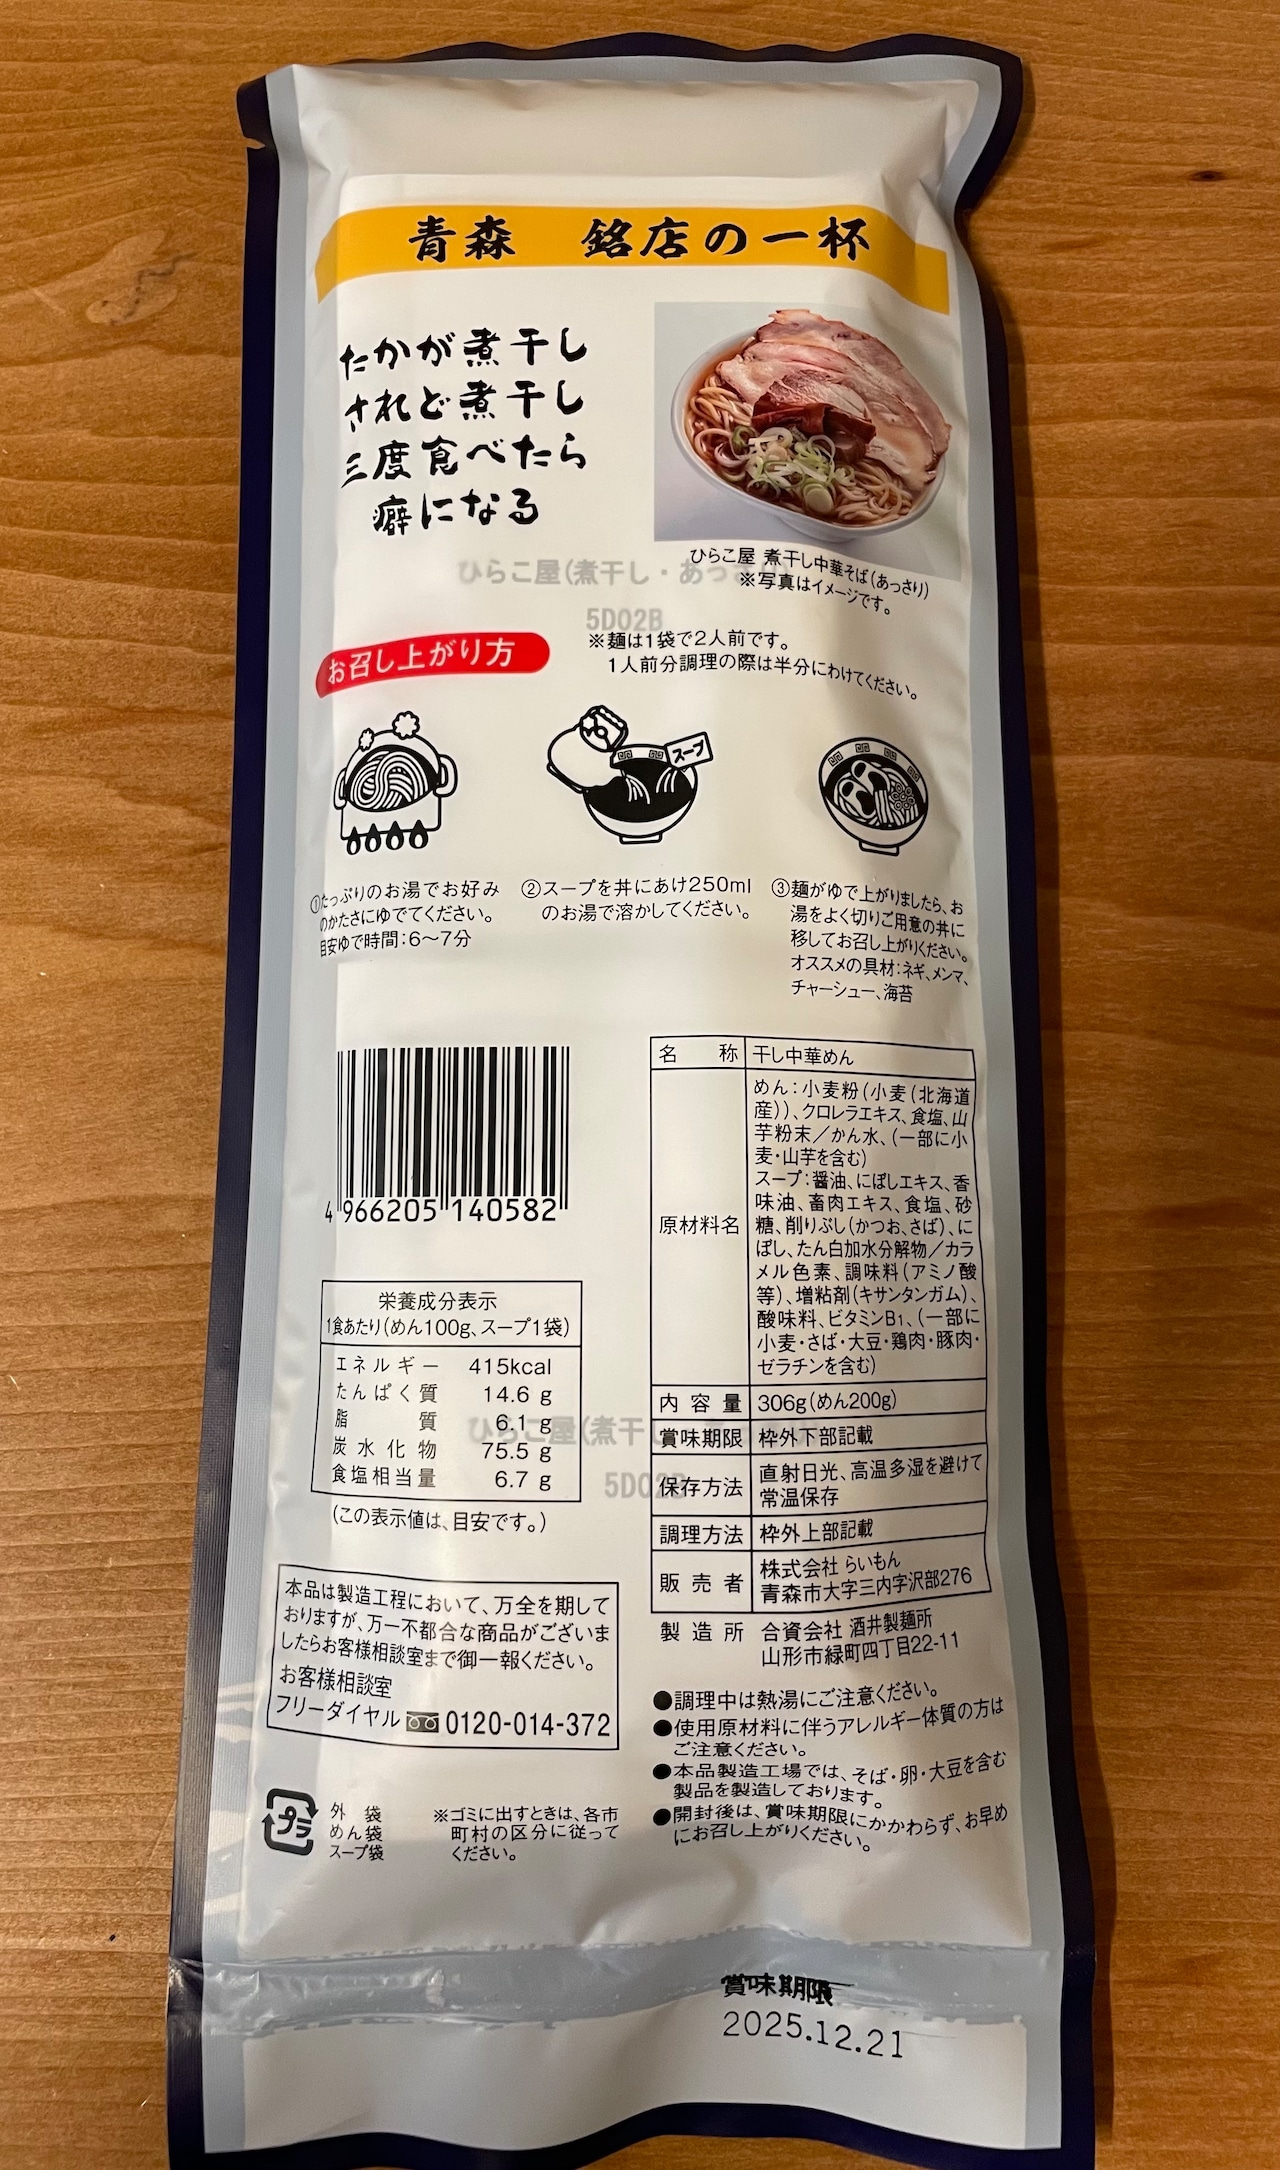 青森　銘店の一杯
たかが煮干し
されど煮干し
三度食べたら
癖になる
ひらこ屋 煮干し中華そば(あっさり)
※写真はイメージです。
ひらこ屋(煮干し・あっさ
5D02B
お召し上がり方
※麺は1袋で2人前です。
1人前分調理の際は半分にわけてください。
スープ
①たっぷりのお湯でお好み
のかたさにゆでてください。
目安ゆで時間:6〜7分
②スープを丼にあけ250ml
のお湯で溶かしてください。
③麺がゆで上がりましたら、お
湯をよく切りご用意の丼に
移してお召し上がりください。
オススメの具材:ネギ、メンマ、
チャーシュー、海苔
4 966205 140582
栄養成分表示
1食あたり(めん100g、スープ1袋)
エネルギー 415kcal
たんぱく質 14.6 g
脂質 6.1 g
炭水化物 75.5 g
食塩相当量 6.7 g
(この表示値は、目安です。)
ひらこ屋(煮干し
5D02B
名称 干し中華めん
原材料名
めん:小麦粉(小麦(北海道
産))、クロレラエキス、食塩、山
芋粉末/かん水、(一部に小
麦・山芋を含む)
スープ:醤油、にぼしエキス、香
味油、畜肉エキス、食塩、砂
糖、削りぶし(かつお、さば)、に
ぼし、たん白加水分解物/カラ
メル色素、調味料(アミノ酸
等)、増粘剤(キサンタンガム)、
酸味料、ビタミンB1、(一部に
小麦・さば・大豆・鶏肉・豚肉・
ゼラチンを含む)
内容量 306g(めん200g)
賞味期限 枠外下部記載
保存方法 直射日光、高温多湿を避けて
常温保存
調理方法 枠外上部記載
販売者 株式会社 らいもん
青森市大字三内字沢部276
製造所 合資会社 酒井製麺所
山形市緑町四丁目22-11
本品は製造工程において、万全を期して
おりますが、万一不都合な商品がございま
したらお客様相談室まで御一報ください。
お客様相談室
フリーダイヤル 0120-014-372
●調理中は熱湯にご注意ください。
●使用原材料に伴うアレルギー体質の方は
ご注意ください。
●本品製造工場では、そば・卵・大豆を含む
製品を製造しております。
●開封後は、賞味期限にかかわらず、お早め
にお召し上がりください。
プラ
外 袋
めん袋
スープ袋
※ゴミに出すときは、各市
町村の区分に従って
ください。
賞味期限
2025.12.21